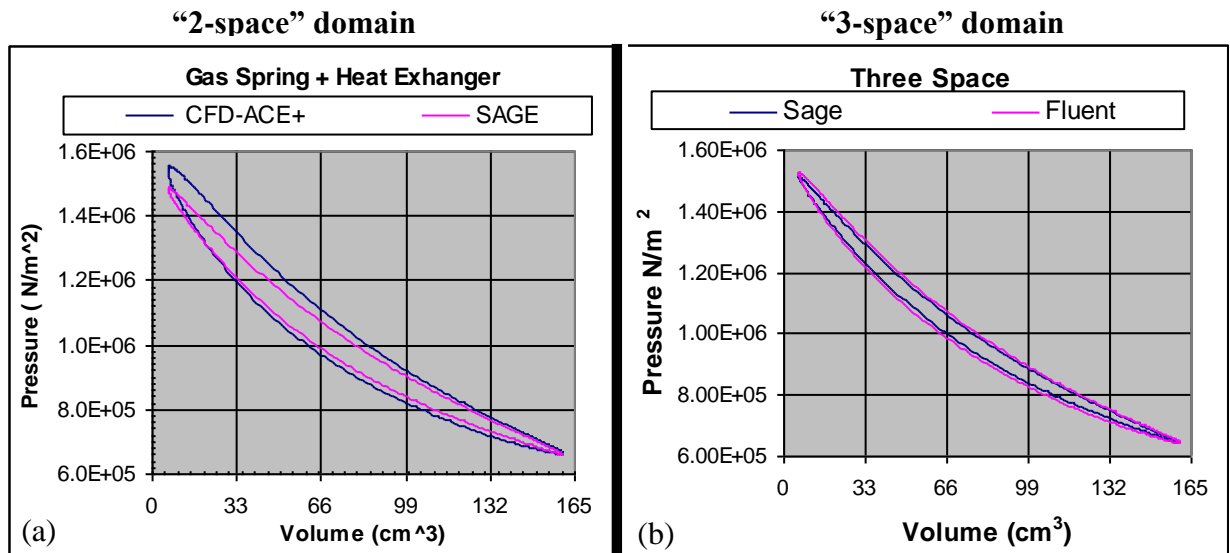 “2-space” domain
Gas Spring + Heat Exhanger
CFD-ACE+ SAGE
1.6E+06
1.4E+06
1.2E+06
1.0E+06
8.0E+05
6.0E+05
Pressure ( N/m^2)
0 33 66 99 132 165
Volume (cm^3)
(a)
“3-space” domain
Three Space
Sage Fluent
1.60E+06
1.40E+06
1.20E+06
1.00E+06
8.00E+05
6.00E+05
Pressure N/m 2
0 33 66 99 132 165
Volume (cm3)
(b)